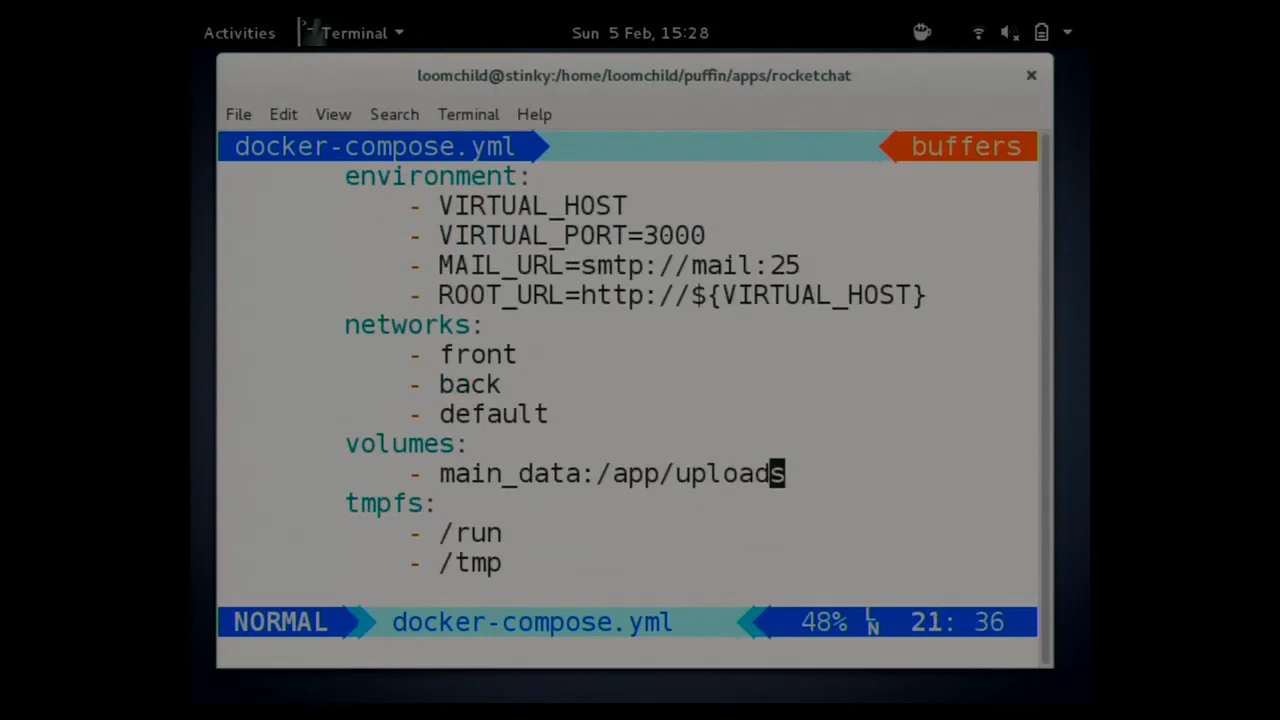 Activities Terminal Sun 5 Feb, 15:28
loomchild@stinky:/home/loomchild/puffin/apps/rocketchat ×
File Edit View Search Terminal Help
docker-compose.yml buffers
environment:
- VIRTUAL_HOST
- VIRTUAL_PORT=3000
- MAIL_URL=smtp://mail:25
- ROOT_URL=http://${VIRTUAL_HOST}
networks:
- front
- back
- default
volumes:
- main_data:/app/uploads
tmpfs:
- /run
- /tmp
NORMAL docker-compose.yml 48% LN 21: 36